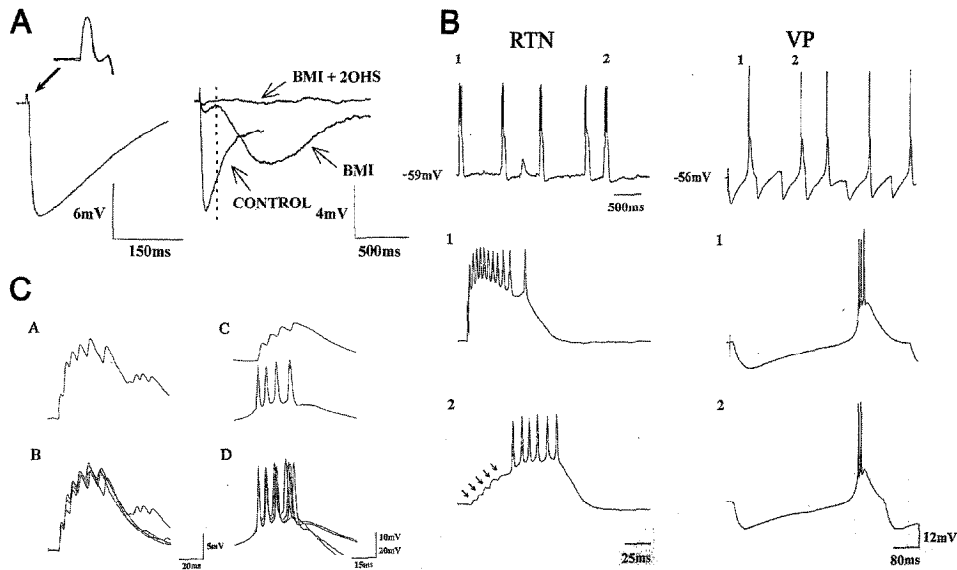 A
BMI + 2OHS
BMI
CONTROL
6mV
150ms
4mV
500ms
B
RTN
VP
1
2
1
2
-59mV
500ms
-56mV
1
1
2
2
25ms
12mV
80ms
C
A
C
B
D
5mV
20ms
10mV
20mV
15ms